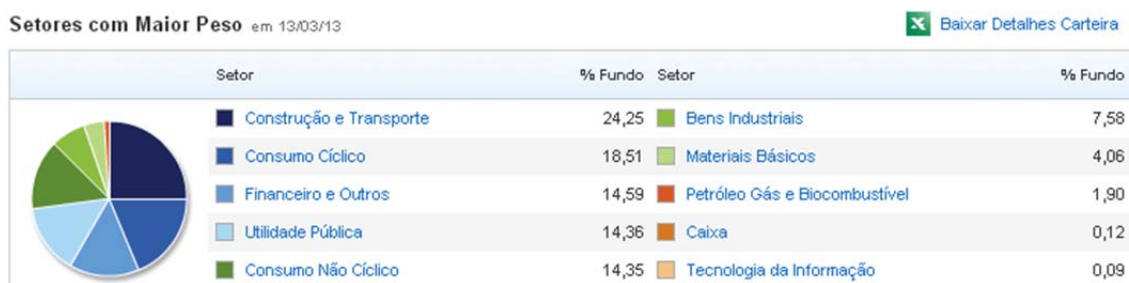 Setores com Maior Peso em 13/03/13 Baixar Detalhes Carteira
Setor % Fundo Setor % Fundo
Construção e Transporte 24,25 Bens Industriais 7,58
Consumo Cíclico 18,51 Materiais Básicos 4,06
Financeiro e Outros 14,59 Petróleo Gás e Biocombustível 1,90
Utilidade Pública 14,36 Caixa 0,12
Consumo Não Cíclico 14,35 Tecnologia da Informação 0,09